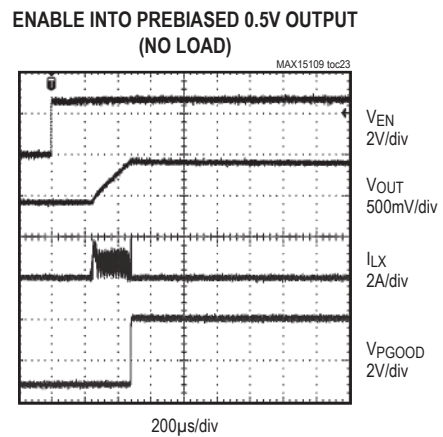 ENABLE INTO PREBIASED 0.5V OUTPUT
(NO LOAD)
MAX15109 toc23
T
VEN
2V/div
VOUT
500mV/div
ILX
2A/div
VPGOOD
2V/div
200µs/div